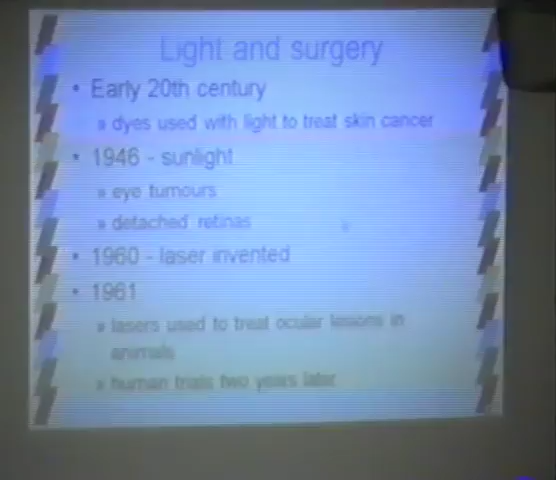 Light and surgery
• Early 20th century
» dyes used with light to treat skin cancer
• 1946 - sunlight
» eye tumours
» detached retinas
• 1960 - laser invented
• 1961
» lasers used to treat ocular lesions in
animals
» human trials two years later